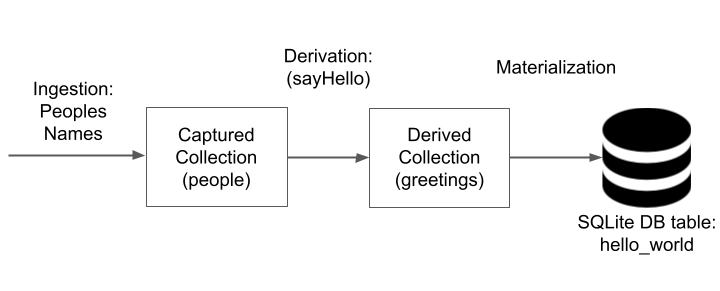 Ingestion:
Peoples
Names
Captured
Collection
(people)
Derivation:
(sayHello)
Derived
Collection
(greetings)
Materialization
SQLite DB table:
hello_world